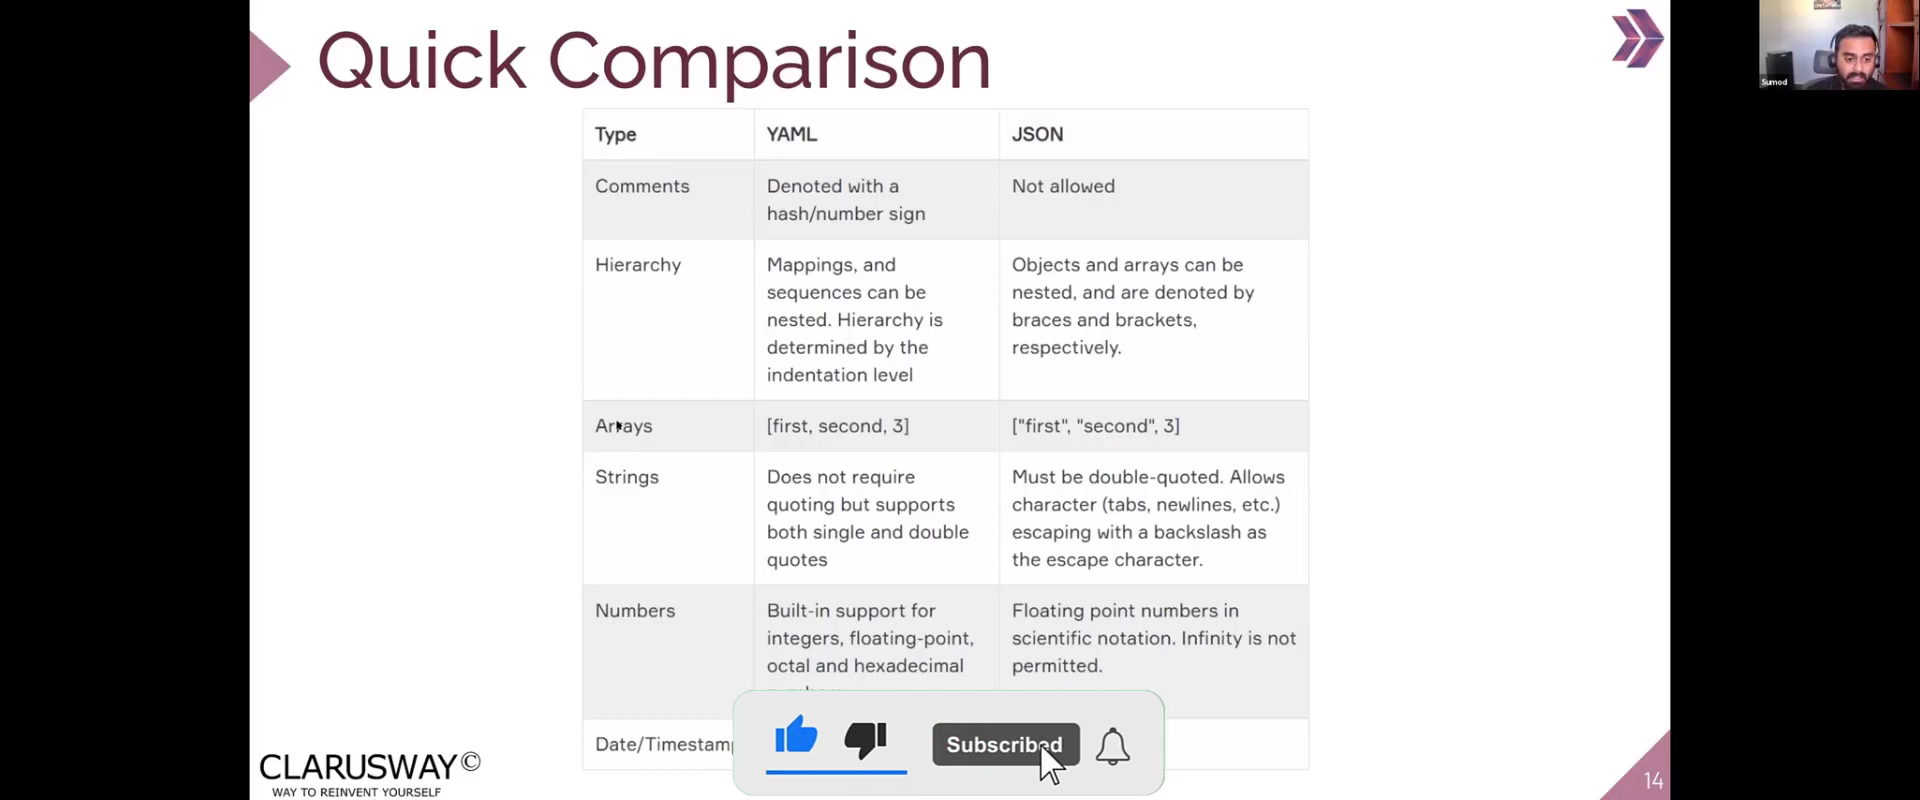 Quick Comparison
Sumod
Type YAML JSON
Comments Denoted with a Not allowed
hash/number sign
Hierarchy Mappings, and Objects and arrays can be
sequences can be nested, and are denoted by
nested. Hierarchy is braces and brackets,
determined by the respectively.
indentation level
Arrays [first, second, 3] ["first", "second", 3]
Strings Does not require Must be double-quoted. Allows
quoting but supports character (tabs, newlines, etc.)
both single and double escaping with a backslash as
quotes the escape character.
Numbers Built-in support for Floating point numbers in
integers, floating-point, scientific notation. Infinity is not
octal and hexadecimal permitted.
Date/Timestamp
Subscribed
CLARUSWAY©
WAY TO REINVENT YOURSELF
14